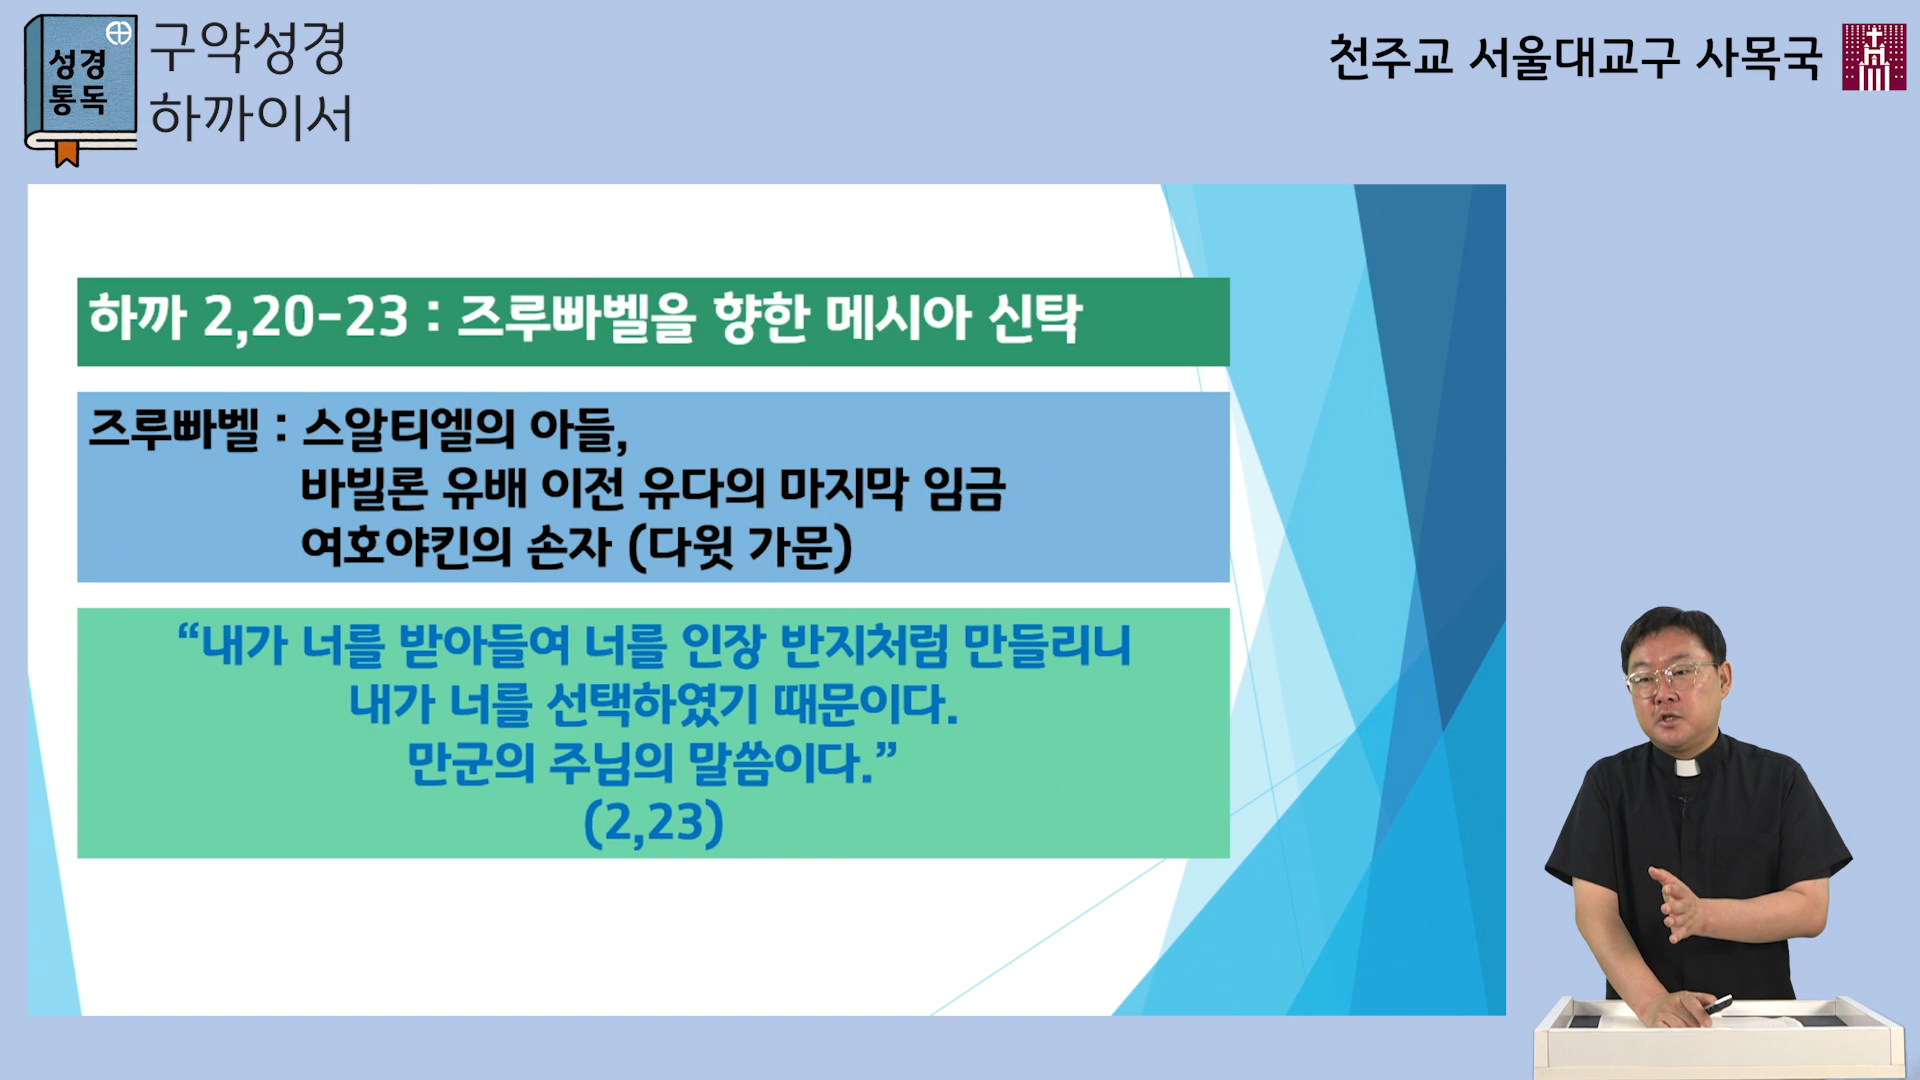 성경
통독
구약성경
하까이서
천주교 서울대교구 사목국
하까 2,20-23 : 즈루빠벨을 향한 메시아 신탁
즈루빠벨 : 스알티엘의 아들,
바빌론 유배 이전 유다의 마지막 임금
여호야킨의 손자 (다윗 가문)
“내가 너를 받아들여 너를 인장 반지처럼 만들리니
내가 너를 선택하였기 때문이다.
만군의 주님의 말씀이다.”
(2,23)